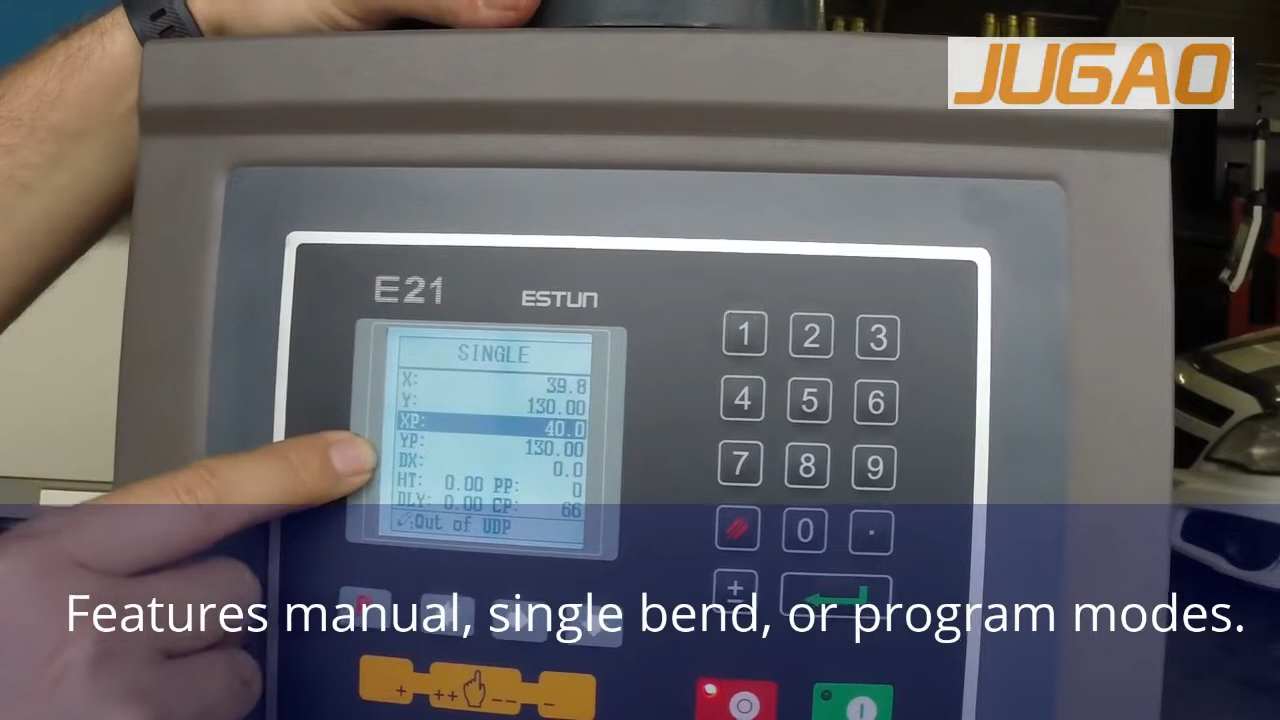 JUGAO
E21 ESTUN
SINGLE
X: 39.8
Y: 130.00
XP: 40.0
YP: 130.00
DX: 0.0
HT: 0.00 PP: 0
DLY: 0.00 CP: 66
:Out of UDP
1 2 3
4 5 6
7 8 9
0 .
±
P
+ ++ -- -
Features manual, single bend, or program modes.